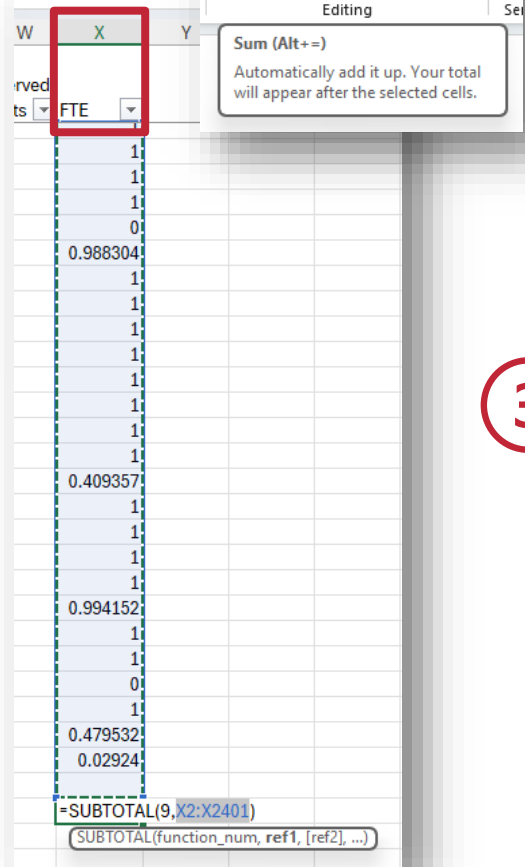 Editing
Se
Sum (Alt+=)
Automatically add it up. Your total
will appear after the selected cells.
W X Y
rved
ts FTE
1
1
1
0
0.988304
1
1
1
1
1
1
1
1
0.409357
1
1
1
1
0.994152
1
1
0
1
0.479532
0.02924
=SUBTOTAL(9,X2:X2401)
SUBTOTAL(function_num, ref1, [ref2], ...)
3